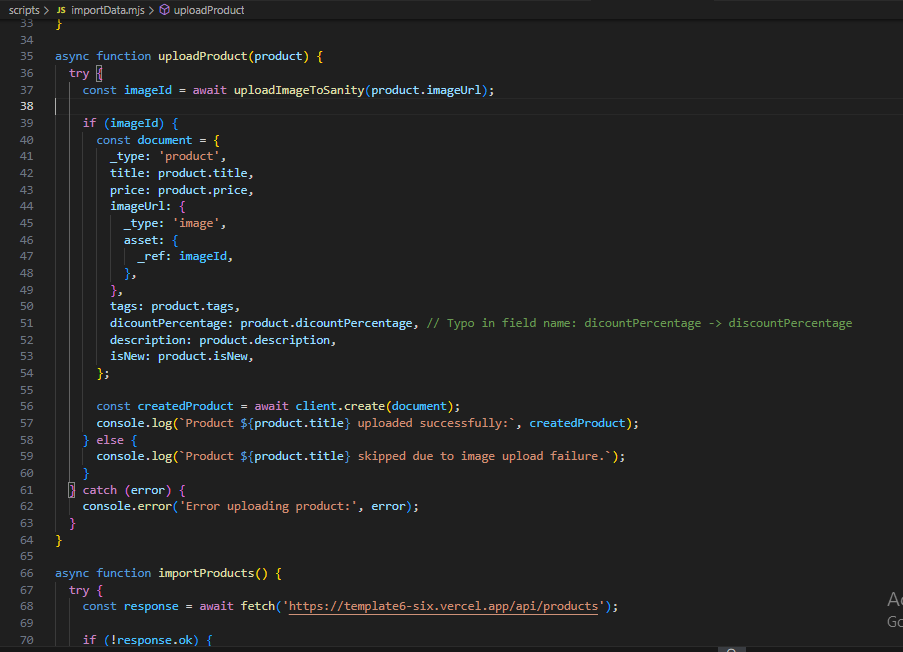 scripts > JS importData.mjs > uploadProduct
33 }
34
35 async function uploadProduct(product) {
36 try {
37 const imageId = await uploadImageToSanity(product.imageUrl);
38
39 if (imageId) {
40 const document = {
41 _type: 'product',
42 title: product.title,
43 price: product.price,
44 imageUrl: {
45 _type: 'image',
46 asset: {
47 _ref: imageId,
48 },
49 },
50 tags: product.tags,
51 dicountPercentage: product.dicountPercentage, // Typo in field name: dicountPercentage -> discountPercentage
52 description: product.description,
53 isNew: product.isNew,
54 };
55
56 const createdProduct = await client.create(document);
57 console.log(`Product ${product.title} uploaded successfully:`, createdProduct);
58 } else {
59 console.log(`Product ${product.title} skipped due to image upload failure.`);
60 }
61 } catch (error) {
62 console.error('Error uploading product:', error);
63 }
64 }
65
66 async function importProducts() {
67 try {
68 const response = await fetch('https://template6-six.vercel.app/api/products');
69
70 if (!response.ok) {